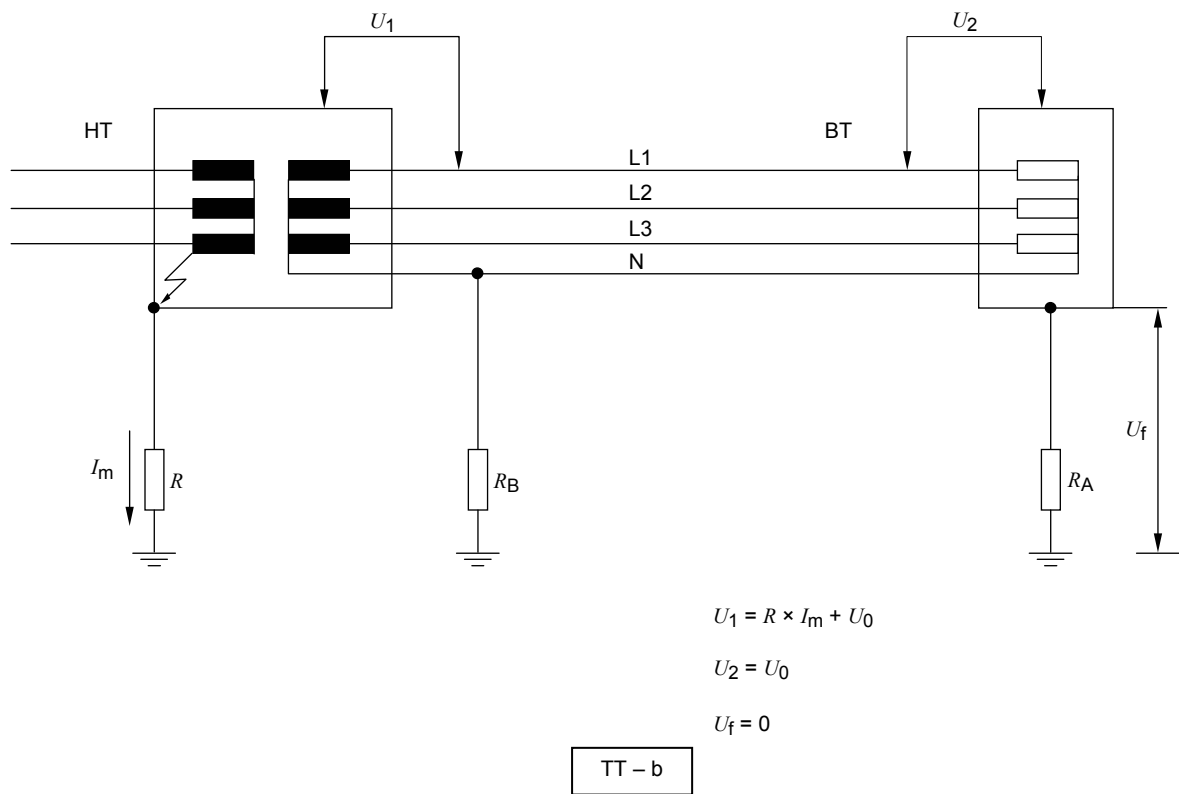 U1
U2
HT
BT
L1
L2
L3
N
Im
R
RB
RA
Uf
U1 = R × Im + U0
U2 = U0
Uf = 0
TT – b